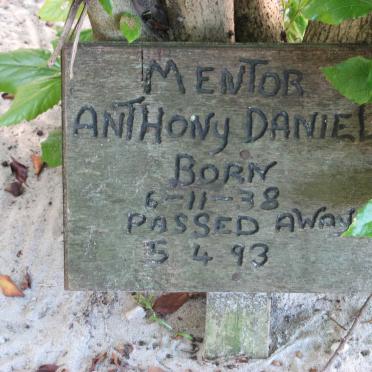 MENTOR
ANTHONY DANIEL
BORN
6-11-38
PASSED AWAY
5 4 93